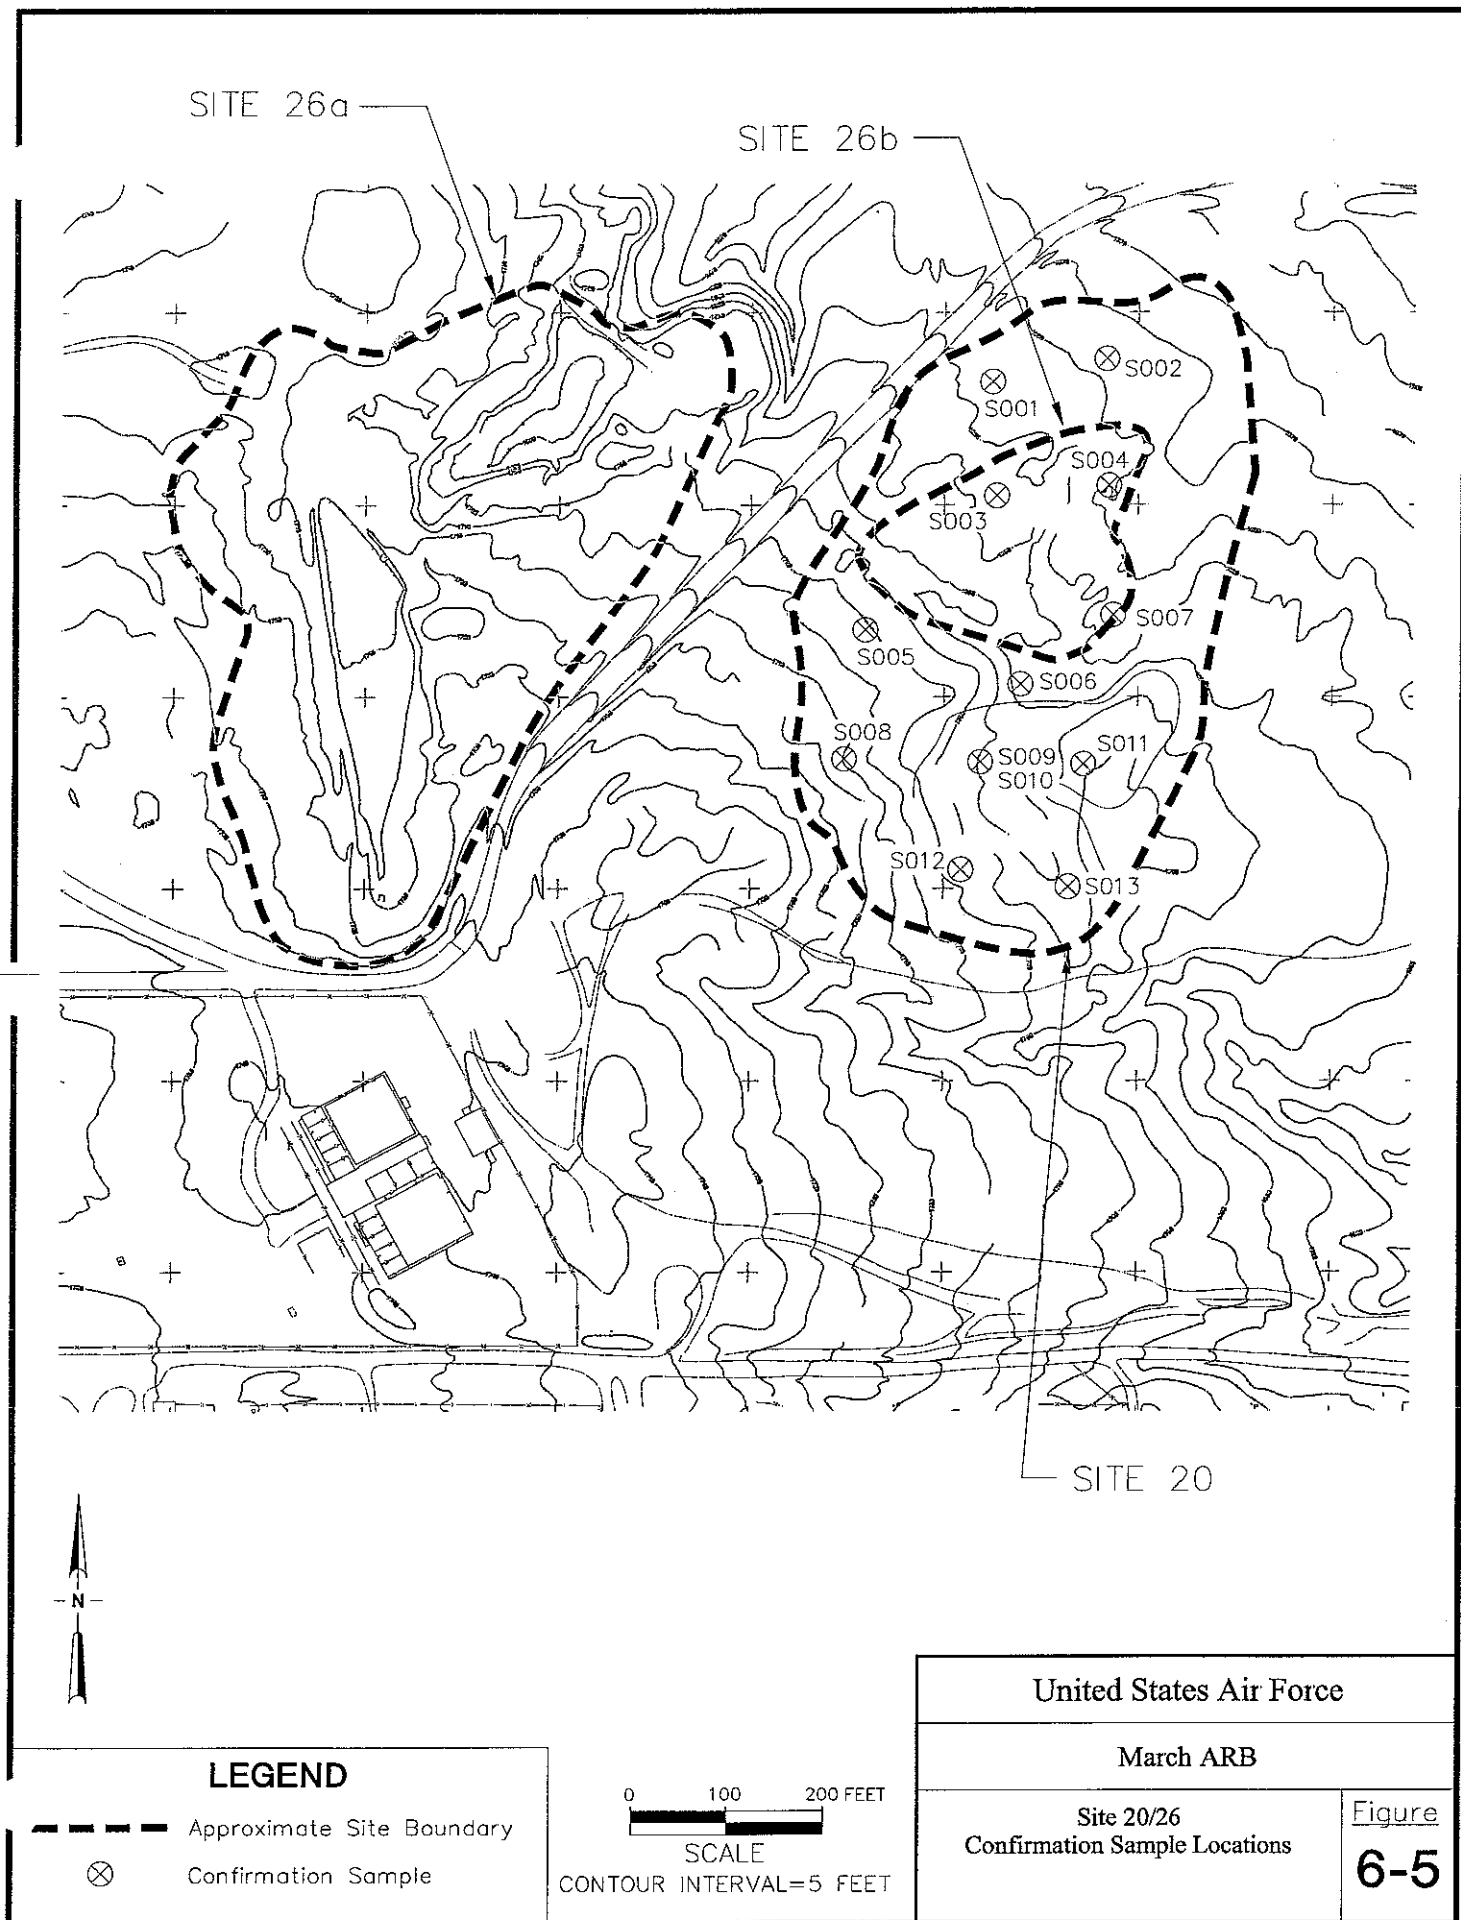 SITE 26a
SITE 26b
S002
S001
S004
S003
S007
S005
S006
S008
S009
S010
S011
S012
S013
SITE 20
N
LEGEND
Approximate Site Boundary
Confirmation Sample
0 100 200 FEET
SCALE
CONTOUR INTERVAL=5 FEET
United States Air Force
March ARB
Site 20/26
Confirmation Sample Locations
Figure
6-5